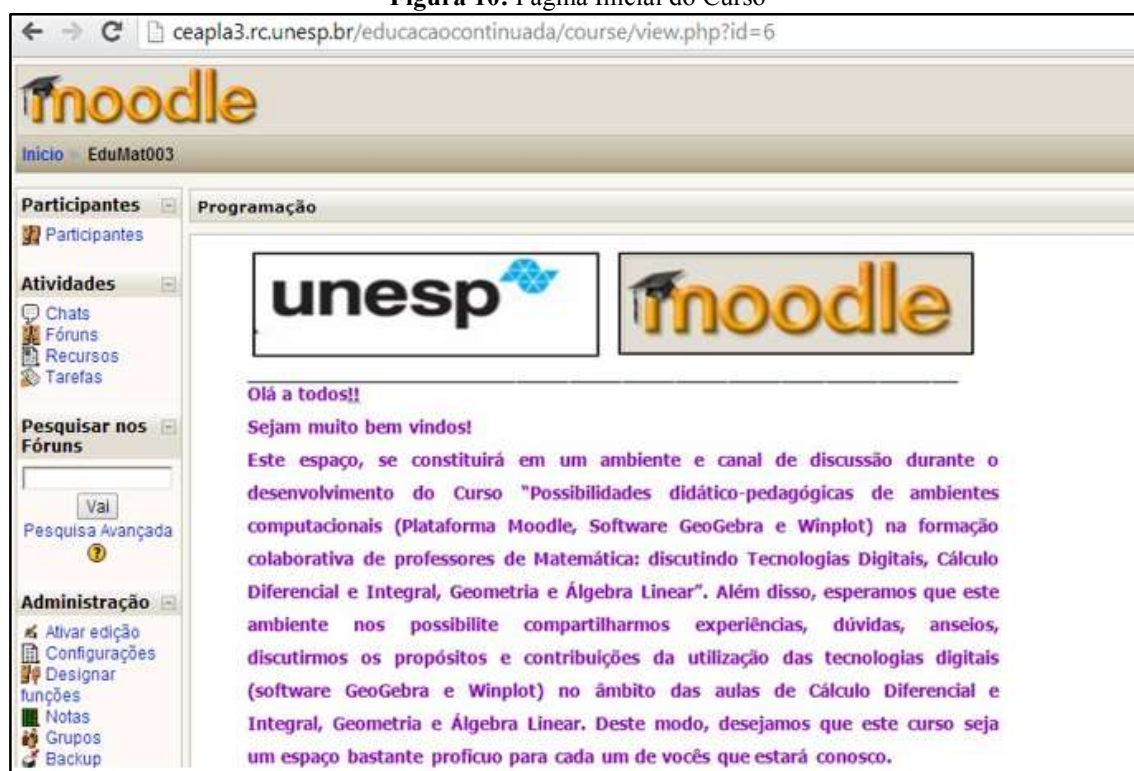 Figura 10: Página Inicial do Curso
ceapla3.rc.unesp.br/educacaocontinuada/course/view.php?id=6
moodle
Início EduMat003
Participantes
Participantes
Atividades
Chats
Fóruns
Recursos
Tarefas
Pesquisar nos
Fóruns
Vai
Pesquisa Avançada
Administração
Ativar edição
Configurações
Designar
funções
Notas
Grupos
Backup
Programação
unesp
moodle
Olá a todos!!
Sejam muito bem vindos!
Este espaço, se constituirá em um ambiente e canal de discussão durante o
desenvolvimento do Curso "Possibilidades didático-pedagógicas de ambientes
computacionais (Plataforma Moodle, Software GeoGebra e Winplot) na formação
colaborativa de professores de Matemática: discutindo Tecnologias Digitais, Cálculo
Diferencial e Integral, Geometria e Álgebra Linear". Além disso, esperamos que este
ambiente nos possibilite compartilharmos experiências, dúvidas, anseios,
discutirmos os propósitos e contribuições da utilização das tecnologias digitais
(software GeoGebra e Winplot) no âmbito das aulas de Cálculo Diferencial e
Integral, Geometria e Álgebra Linear. Deste modo, desejamos que este curso seja
um espaço bastante profícuo para cada um de vocês que estará conosco.